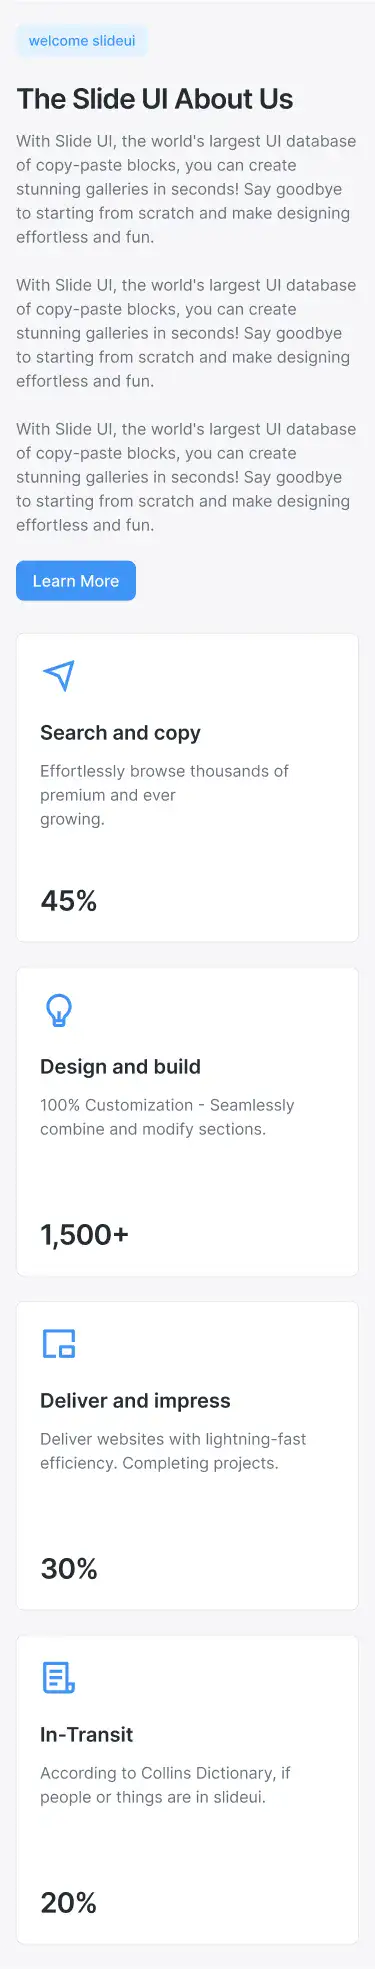 welcome slideui
The Slide UI About Us
With Slide UI, the world's largest UI database
of copy-paste blocks, you can create
stunning galleries in seconds! Say goodbye
to starting from scratch and make designing
effortless and fun.
With Slide UI, the world's largest UI database
of copy-paste blocks, you can create
stunning galleries in seconds! Say goodbye
to starting from scratch and make designing
effortless and fun.
With Slide UI, the world's largest UI database
of copy-paste blocks, you can create
stunning galleries in seconds! Say goodbye
to starting from scratch and make designing
effortless and fun.
Learn More
Search and copy
Effortlessly browse thousands of
premium and ever
growing.
45%
Design and build
100% Customization - Seamlessly
combine and modify sections.
1,500+
Deliver and impress
Deliver websites with lightning-fast
efficiency. Completing projects.
30%
In-Transit
According to Collins Dictionary, if
people or things are in slideui.
20%